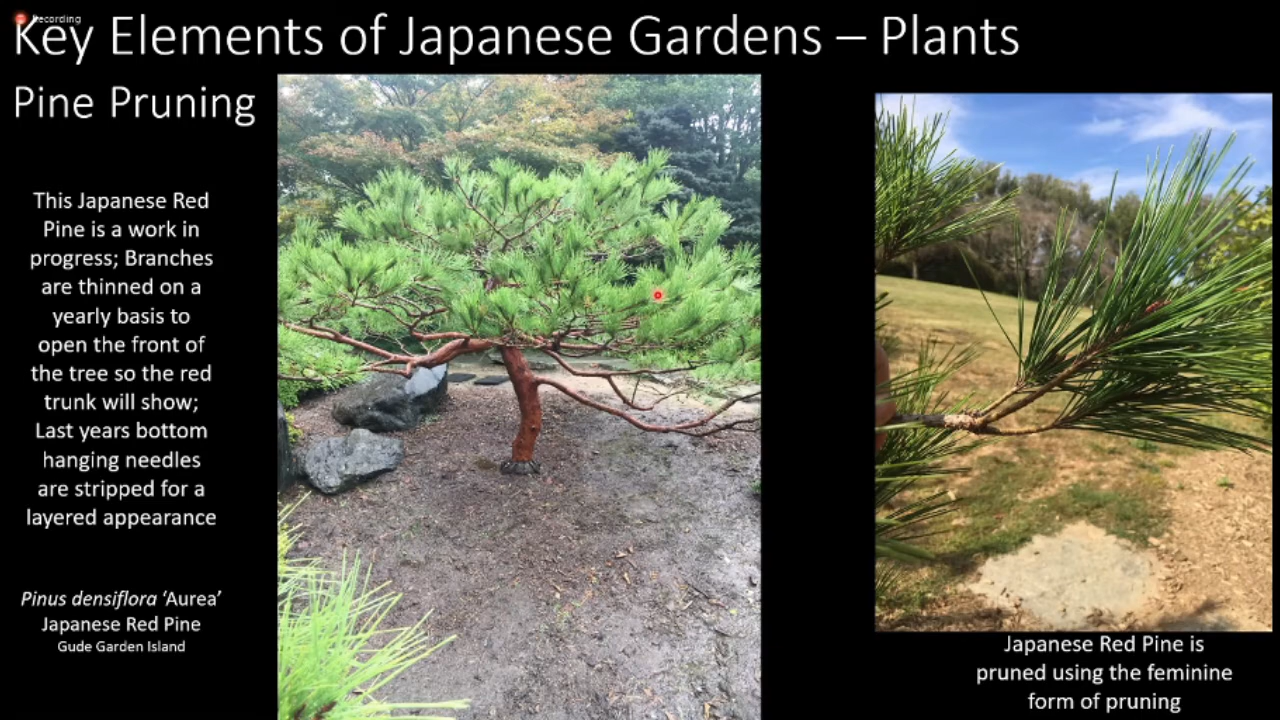 Recording
Key Elements of Japanese Gardens – Plants
Pine Pruning
This Japanese Red
Pine is a work in
progress; Branches
are thinned on a
yearly basis to
open the front of
the tree so the red
trunk will show;
Last years bottom
hanging needles
are stripped for a
layered appearance
Pinus densiflora ‘Aurea’
Japanese Red Pine
Gude Garden Island
Japanese Red Pine is
pruned using the feminine
form of pruning